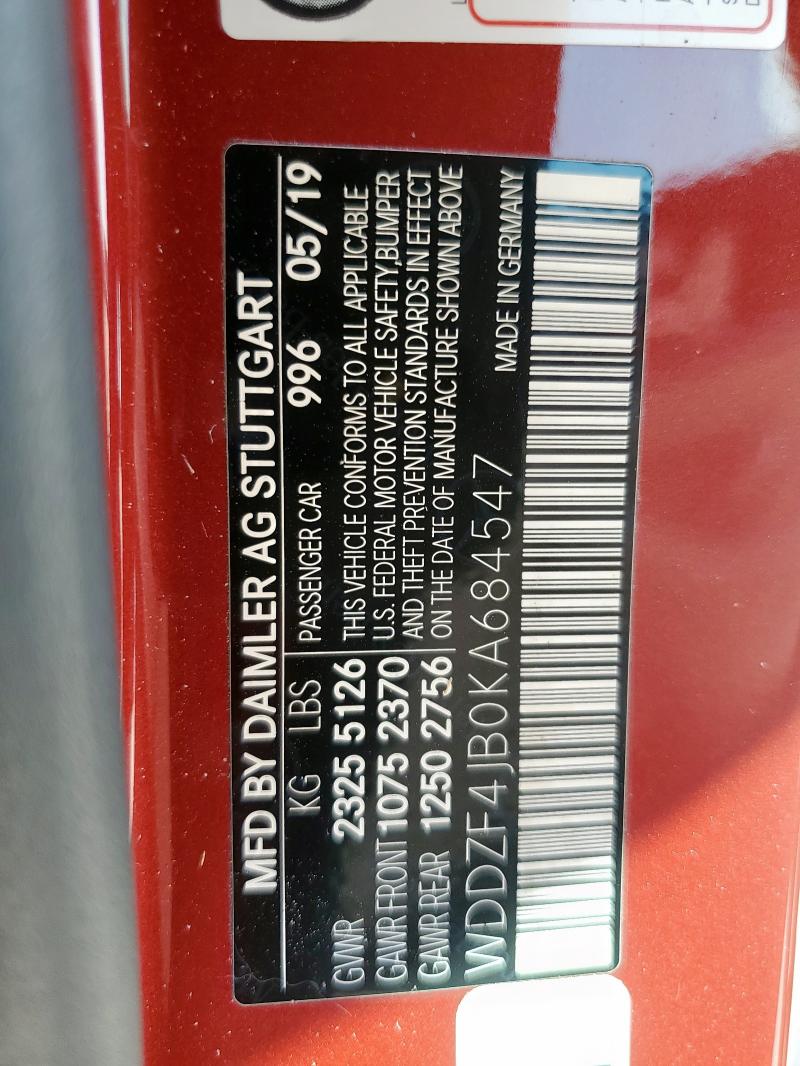 MFD BY DAIMLER AG STUTTGART
KG LBS PASSENGER CAR 996 05/19
GVWR 2325 5126 THIS VEHICLE CONFORMS TO ALL APPLICABLE
GAWR FRONT 1075 2370 U.S. FEDERAL MOTOR VEHICLE SAFETY,BUMPER
GAWR REAR 1250 2756 AND THEFT PREVENTION STANDARDS IN EFFECT
ON THE DATE OF MANUFACTURE SHOWN ABOVE
WDDZF4JB0KA684547 MADE IN GERMANY